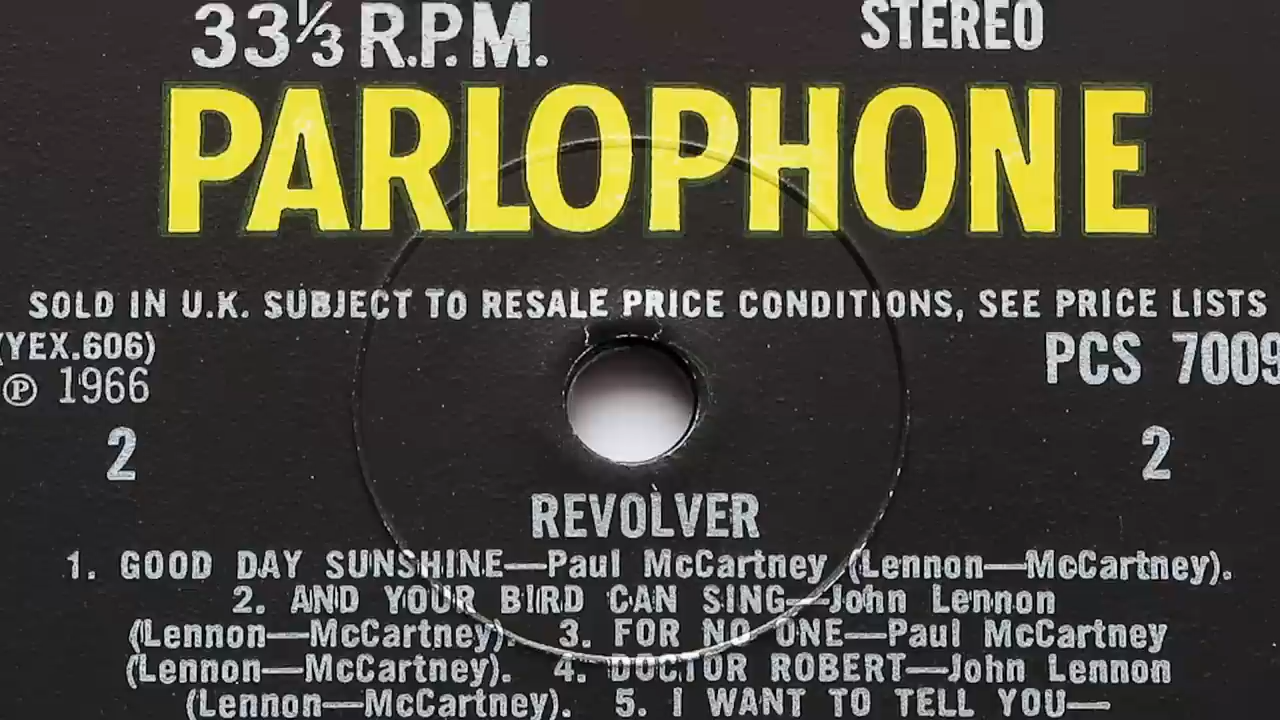 33⅓ R.P.M. STEREO
PARLOPHONE
SOLD IN U.K. SUBJECT TO RESALE PRICE CONDITIONS, SEE PRICE LISTS
(YEX.606) PCS 7009
℗ 1966
2 2
REVOLVER
1. GOOD DAY SUNSHINE—Paul McCartney (Lennon—McCartney).
2. AND YOUR BIRD CAN SING—John Lennon
(Lennon—McCartney). 3. FOR NO ONE—Paul McCartney
(Lennon—McCartney). 4. DOCTOR ROBERT—John Lennon
(Lennon—McCartney). 5. I WANT TO TELL YOU—